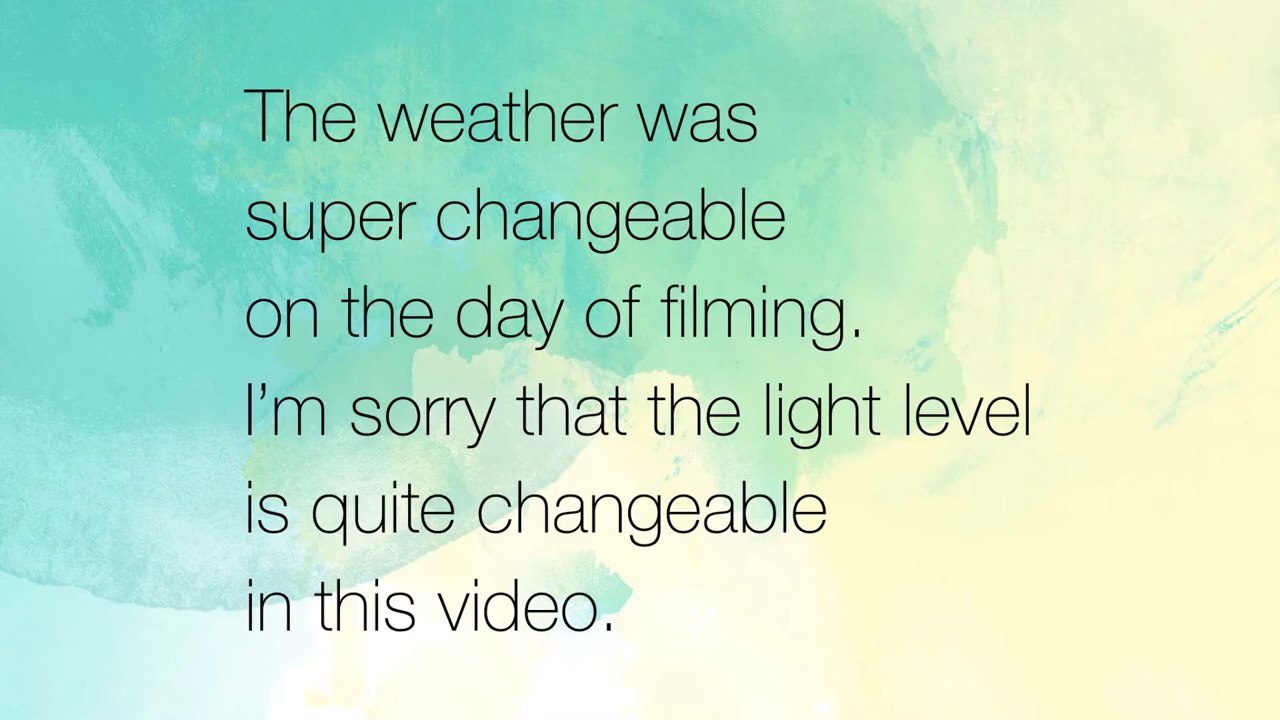 The weather was
super changeable
on the day of filming.
I’m sorry that the light level
is quite changeable
in this video.